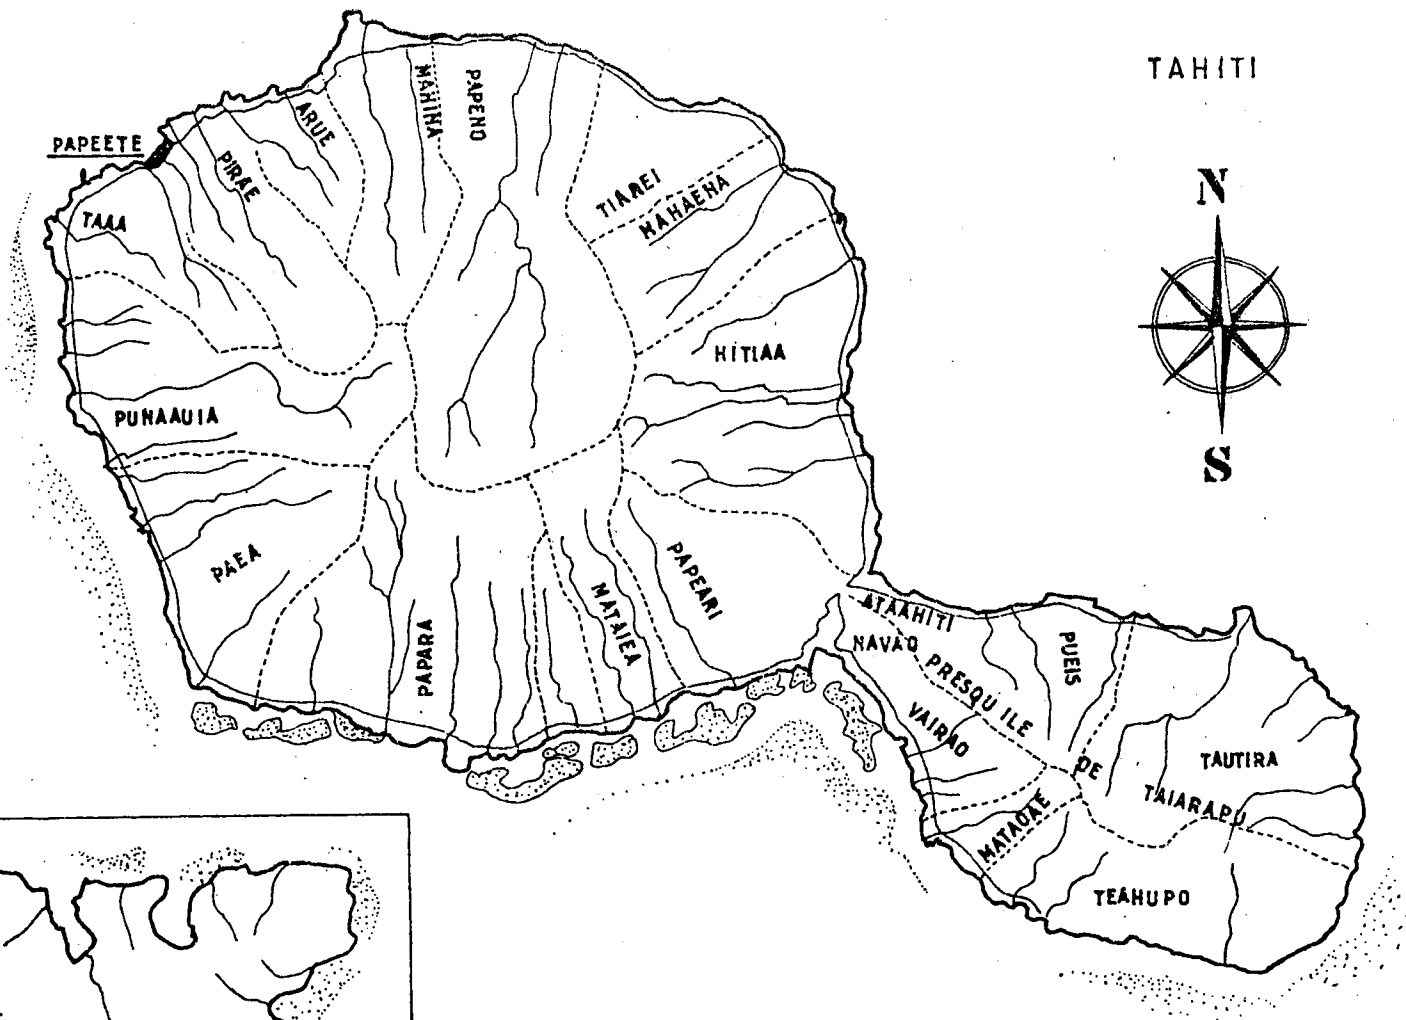 TAHITI
N
S
PAPEETE
TAAA
PIRAE
ARUE
MAHINA
PAPENO
TIAREI
MAHAENA
HITIAA
PUNAAUIA
PAEA
PAPARA
MATAIEA
PAPEARI
ATAAHITI
NAVAO
PUEIS
PRESQU ILE
DE
TAIARAPU
VAIRAO
MATAOAE
TAUTIRA
TEAHUPO